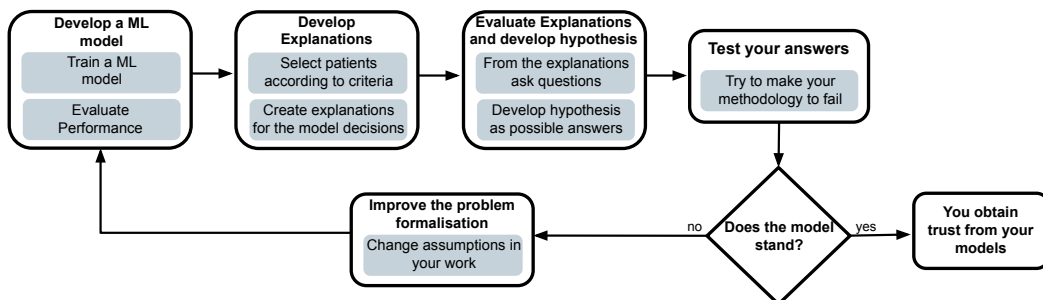 Develop a ML
model
Train a ML
model
Evaluate
Performance
Develop
Explanations
Select patients
according to criteria
Create explanations
for the model decisions
Evaluate Explanations
and develop hypothesis
From the explanations
ask questions
Develop hypothesis
as possible answers
Test your answers
Try to make your
methodology to fail
Does the model
stand?
no
yes
Improve the problem
formalisation
Change assumptions in
your work
You obtain
trust from your
models